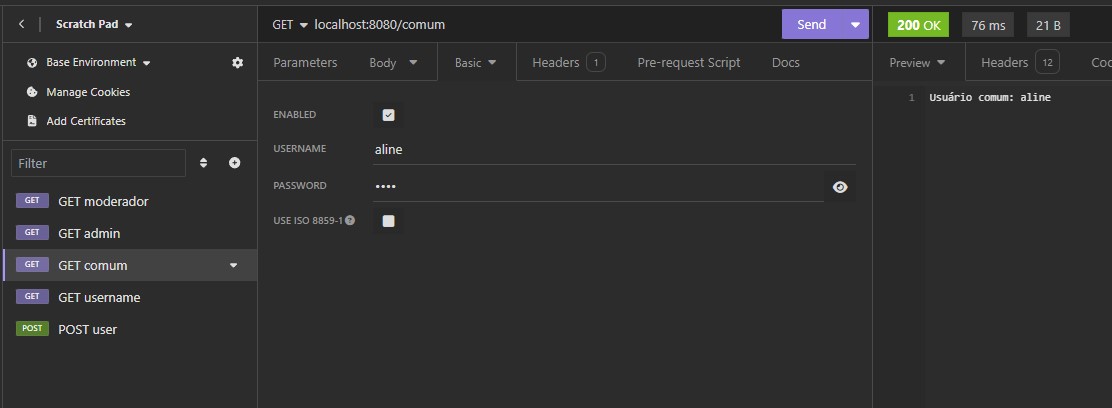 Scratch Pad
Base Environment
Manage Cookies
Add Certificates
Filter
GET GET moderador
GET GET admin
GET GET comum
GET GET username
POST POST user
GET localhost:8080/comum Send
Parameters Body Basic Headers 1 Pre-request Script Docs
ENABLED
USERNAME aline
PASSWORD ••••
USE ISO 8859-1 ?
200 OK 76 ms 21 B
Preview Headers 12 Coo
1 Usuário comum: aline